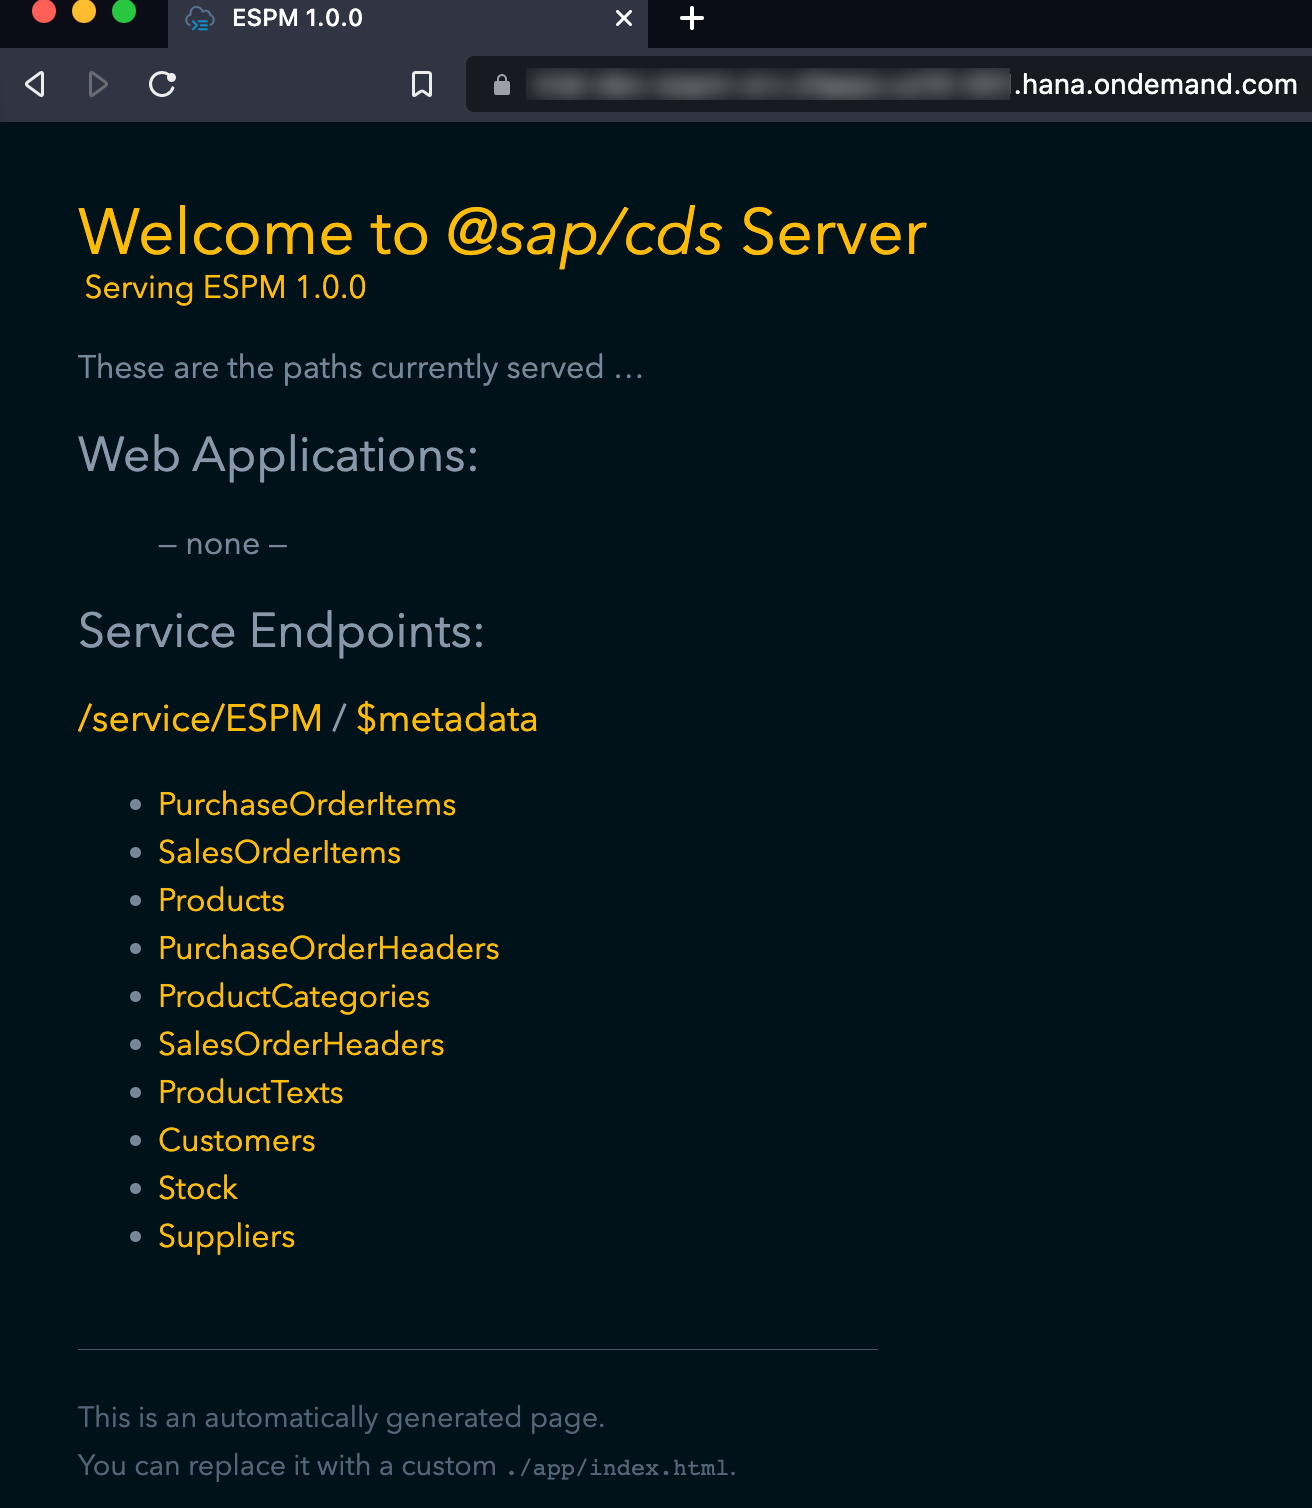 ESPM 1.0.0
.hana.ondemand.com
Welcome to @sap/cds Server
Serving ESPM 1.0.0
These are the paths currently served …
Web Applications:
– none –
Service Endpoints:
/service/ESPM / $metadata
PurchaseOrderItems
SalesOrderItems
Products
PurchaseOrderHeaders
ProductCategories
SalesOrderHeaders
ProductTexts
Customers
Stock
Suppliers
This is an automatically generated page.
You can replace it with a custom ./app/index.html.